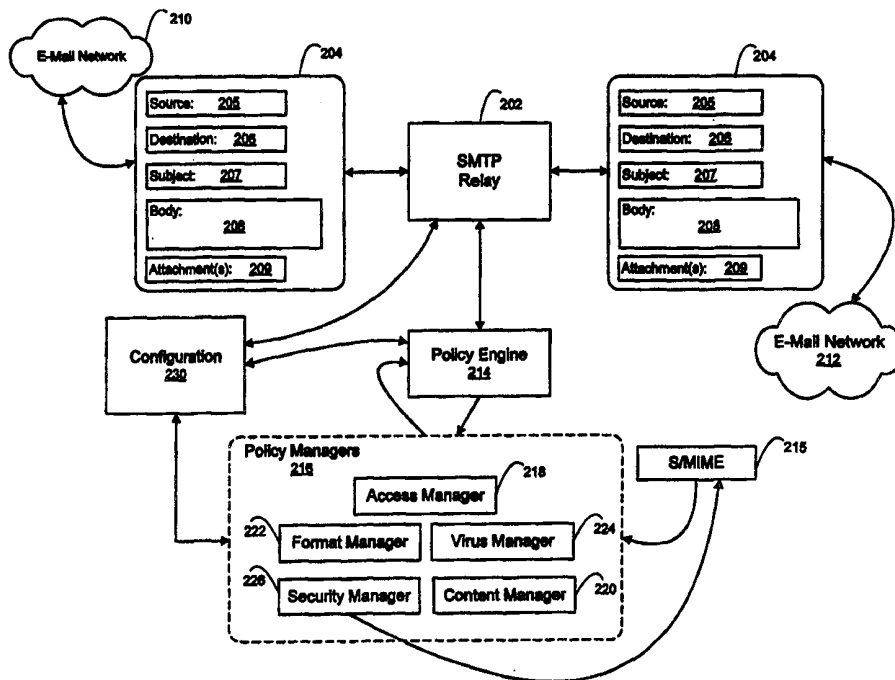 210
E-Mail Network
204
Source: 205
Destination: 206
Subject: 207
Body:
208
Attachment(s): 209
202
SMTP
Relay
204
Source: 205
Destination: 206
Subject: 207
Body:
208
Attachment(s): 209
Configuration
230
Policy Engine
214
E-Mail Network
212
Policy Managers
216
218
Access Manager
S/MIME
215
222
Format Manager
Virus Manager
224
226
Security Manager
Content Manager
220